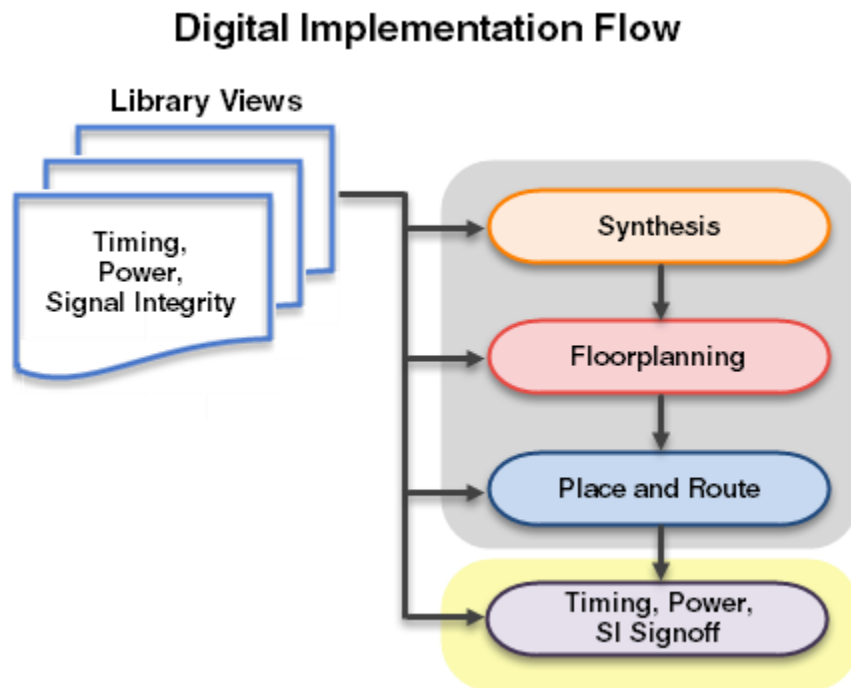 Digital Implementation Flow
Library Views
Timing,
Power,
Signal Integrity
Synthesis
Floorplanning
Place and Route
Timing, Power,
SI Signoff